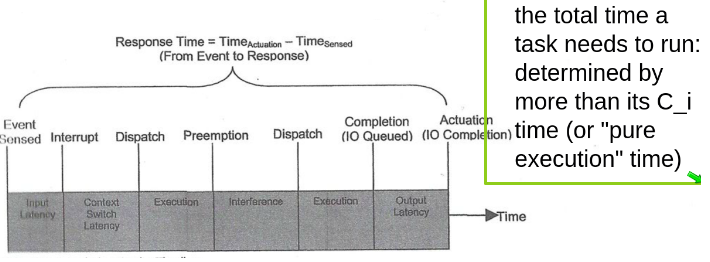 the total time a
task needs to run:
determined by
more than its C_i
time (or "pure
execution" time)
Response Time = TimeActuation – TimeSensed
(From Event to Response)
Event
Sensed
Interrupt
Dispatch
Preemption
Dispatch
Completion
(IO Queued)
Actuation
(IO Completion)
Input
Latency
Context
Switch
Latency
Execution
Interference
Execution
Output
Latency
Time